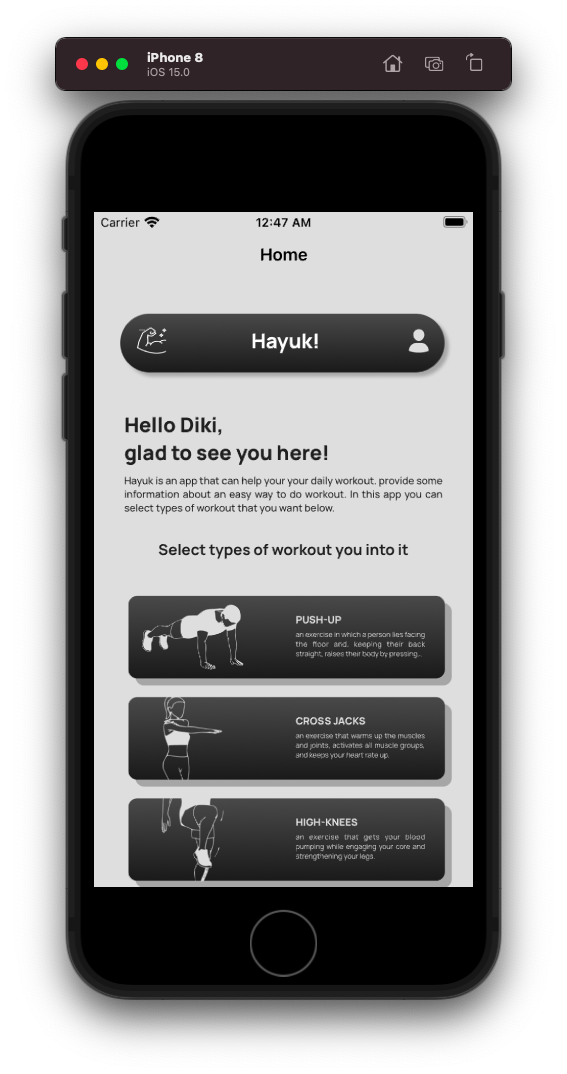 iPhone 8
iOS 15.0
Carrier 12:47 AM
Home
Hayuk!
Hello Diki,
glad to see you here!
Hayuk is an app that can help your your daily workout. provide some
information about an easy way to do workout. In this app you can
select types of workout that you want below.
Select types of workout you into it
PUSH-UP
an exercise in which a person lies facing
the floor and, keeping their back
straight, raises their body by pressing...
CROSS JACKS
an exercise that warms up the muscles
and joints, activates all muscle groups,
and keeps your heart rate up.
HIGH-KNEES
an exercise that gets your blood
pumping while engaging your core and
strengthening your legs.